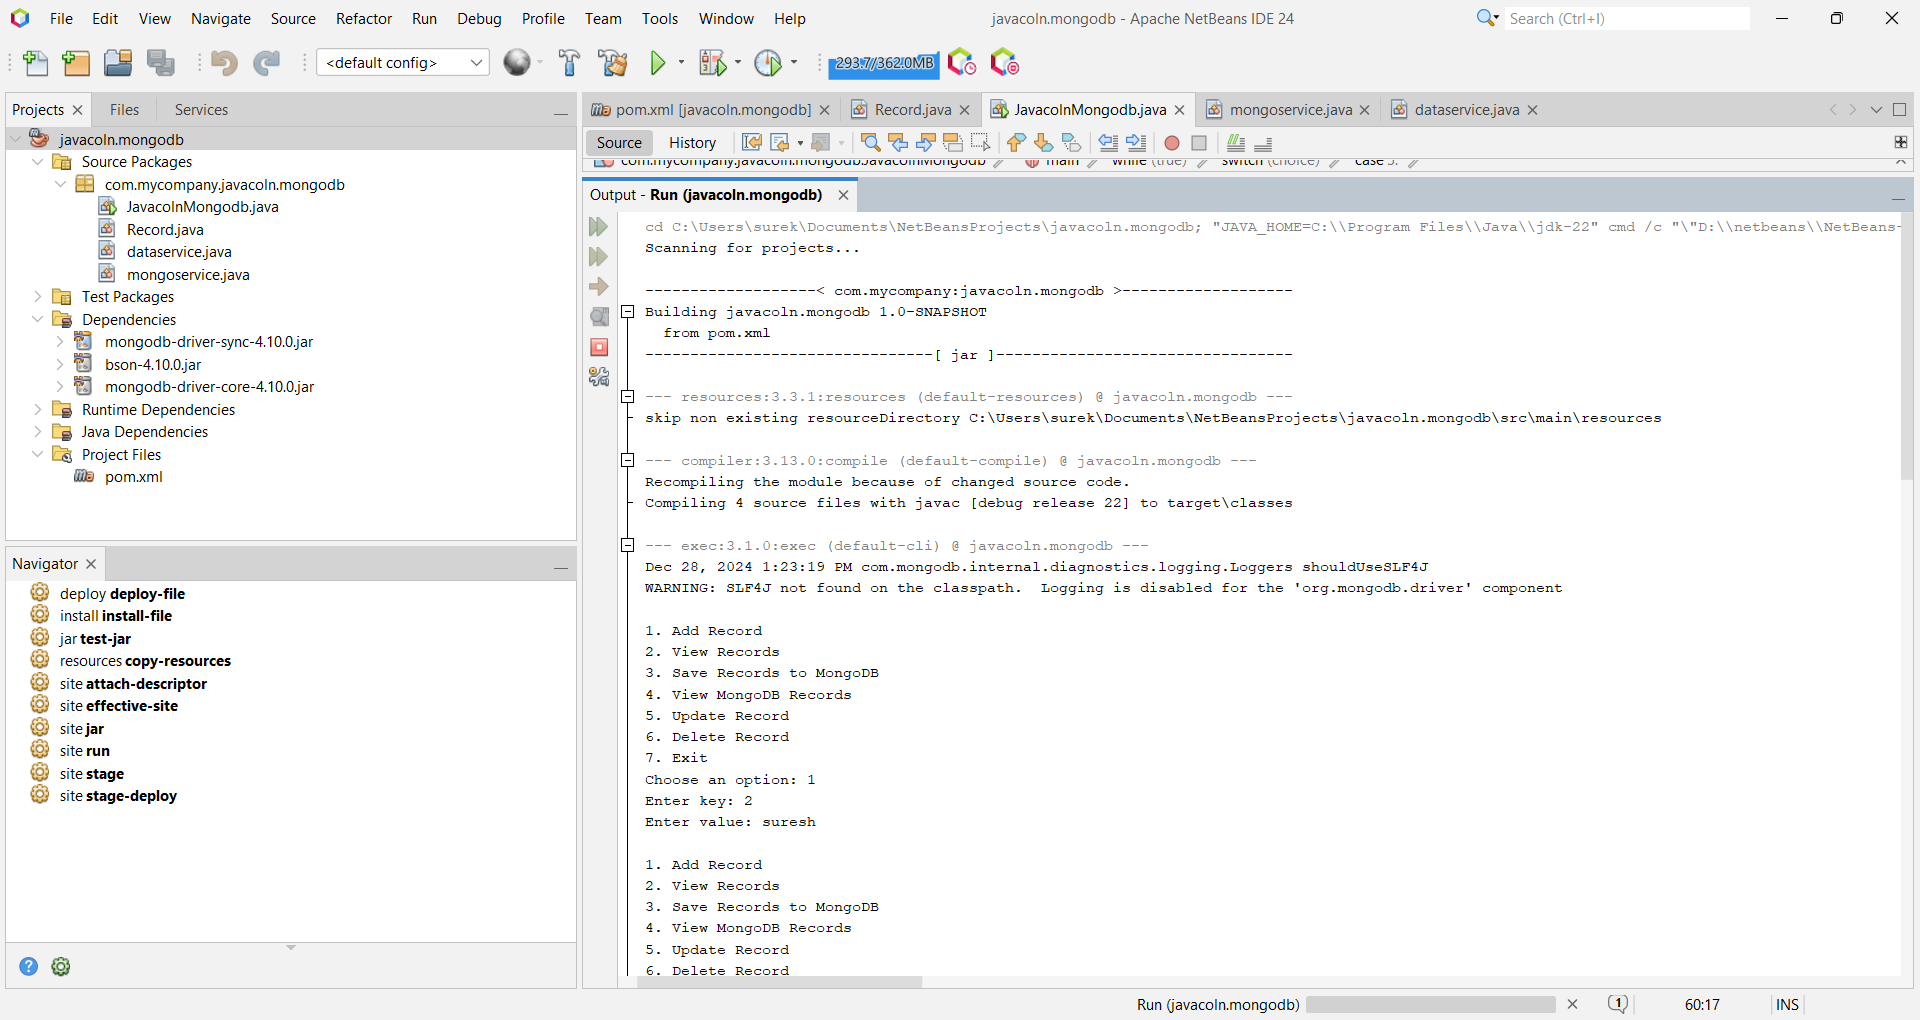 File Edit View Navigate Source Refactor Run Debug Profile Team Tools Window Help
javacoln.mongodb - Apache NetBeans IDE 24
Search (Ctrl+I)
<default config>
293.7/362.0MB
Projects Files Services
javacoln.mongodb
Source Packages
com.mycompany.javacoln.mongodb
JavacolnMongodb.java
Record.java
dataservice.java
mongoservice.java
Test Packages
Dependencies
mongodb-driver-sync-4.10.0.jar
bson-4.10.0.jar
mongodb-driver-core-4.10.0.jar
Runtime Dependencies
Java Dependencies
Project Files
pom.xml
Navigator
deploy deploy-file
install install-file
jar test-jar
resources copy-resources
site attach-descriptor
site effective-site
site jar
site run
site stage
site stage-deploy
pom.xml [javacoln.mongodb] Record.java JavacolnMongodb.java mongoservice.java dataservice.java
Source History
com.mycompany.javacoln.mongodb.JavacolnMongodb main while (true) switch (choice) case 5:
Output - Run (javacoln.mongodb)
cd C:\Users\surek\Documents\NetBeansProjects\javacoln.mongodb; "JAVA_HOME=C:\\Program Files\\Java\\jdk-22" cmd /c "\"D:\\netbeans\\NetBeans-
Scanning for projects...
-------------------< com.mycompany:javacoln.mongodb >-------------------
Building javacoln.mongodb 1.0-SNAPSHOT
from pom.xml
--------------------------------[ jar ]---------------------------------
--- resources:3.3.1:resources (default-resources) @ javacoln.mongodb ---
skip non existing resourceDirectory C:\Users\surek\Documents\NetBeansProjects\javacoln.mongodb\src\main\resources
--- compiler:3.13.0:compile (default-compile) @ javacoln.mongodb ---
Recompiling the module because of changed source code.
Compiling 4 source files with javac [debug release 22] to target\classes
--- exec:3.1.0:exec (default-cli) @ javacoln.mongodb ---
Dec 28, 2024 1:23:19 PM com.mongodb.internal.diagnostics.logging.Loggers shouldUseSLF4J
WARNING: SLF4J not found on the classpath.  Logging is disabled for the 'org.mongodb.driver' component
1. Add Record
2. View Records
3. Save Records to MongoDB
4. View MongoDB Records
5. Update Record
6. Delete Record
7. Exit
Choose an option: 1
Enter key: 2
Enter value: suresh
1. Add Record
2. View Records
3. Save Records to MongoDB
4. View MongoDB Records
5. Update Record
6. Delete Record
Run (javacoln.mongodb)
1
60:17
INS